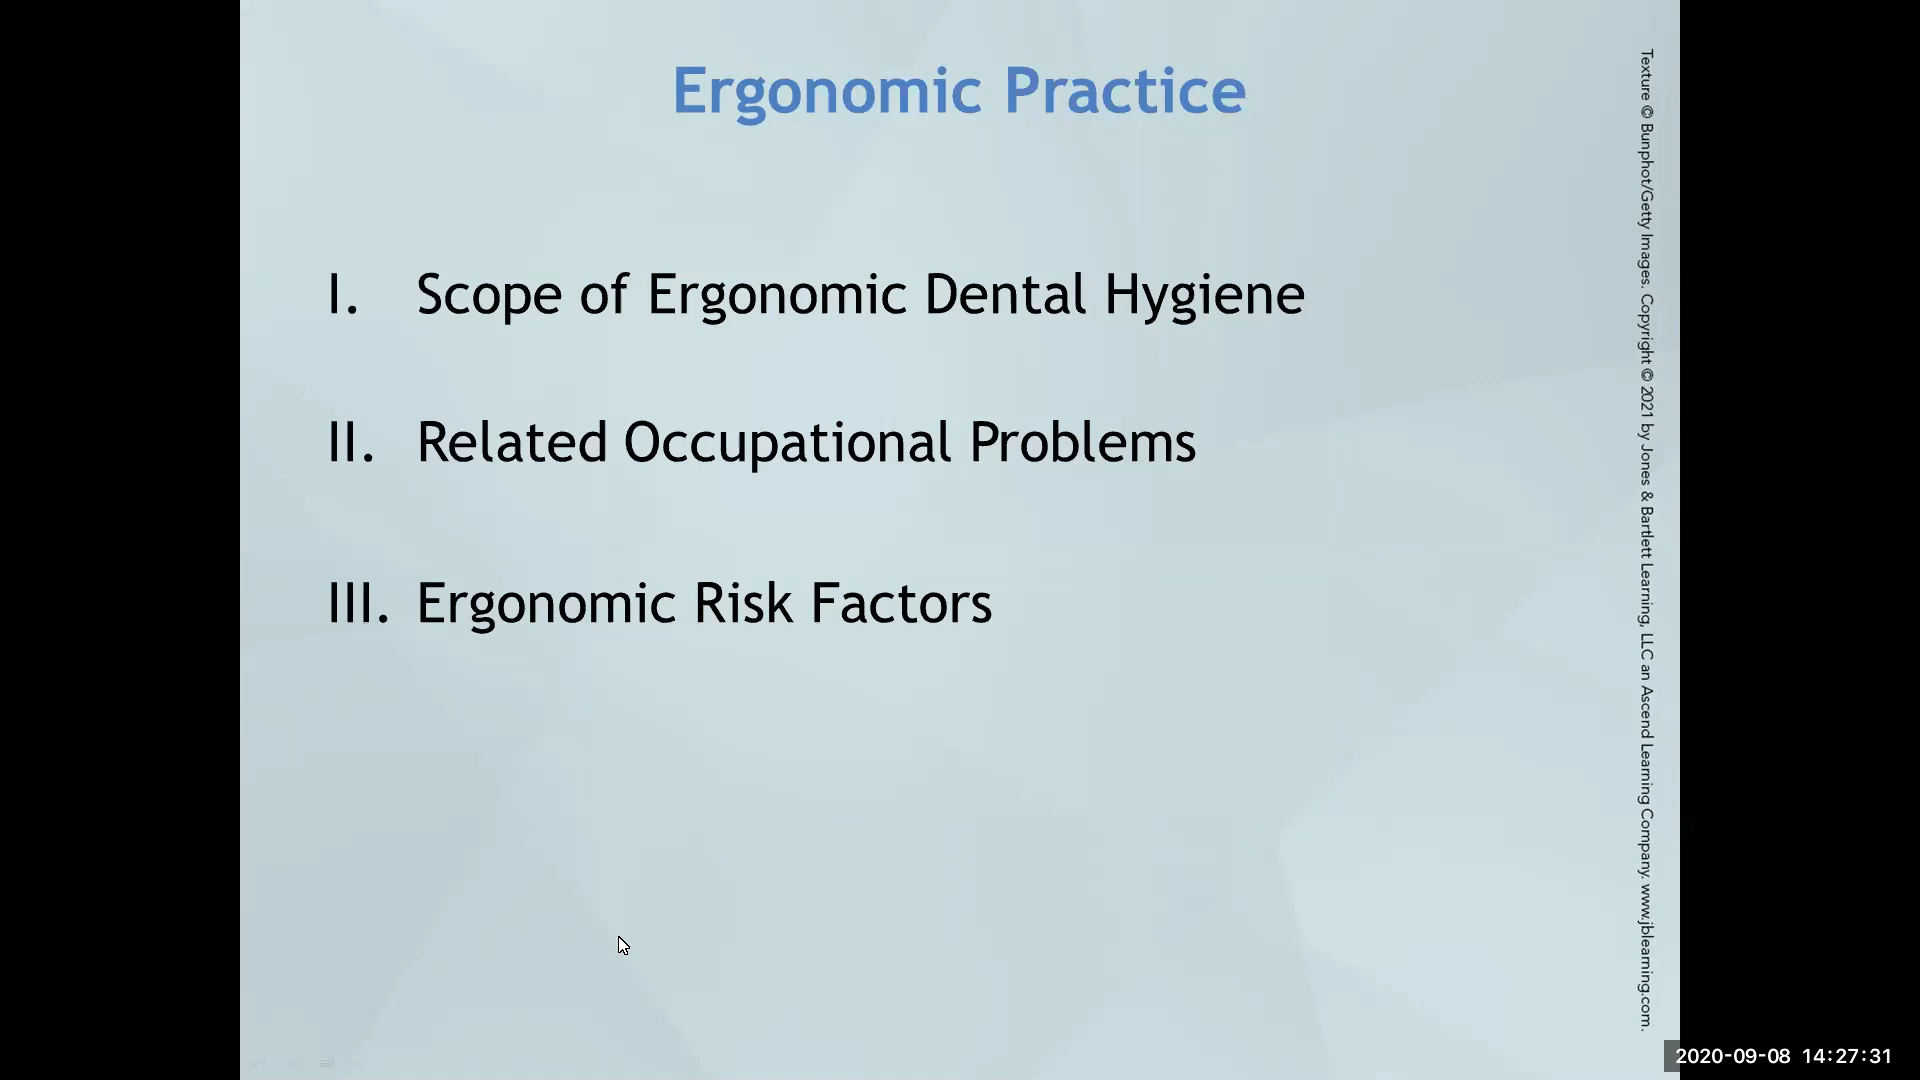 Ergonomic Practice
I. Scope of Ergonomic Dental Hygiene
II. Related Occupational Problems
III. Ergonomic Risk Factors
Texture © Bunphot/Getty Images. Copyright © 2021 by Jones & Bartlett Learning, LLC an Ascend Learning Company. www.jblearning.com.
2020-09-08 14:27:31